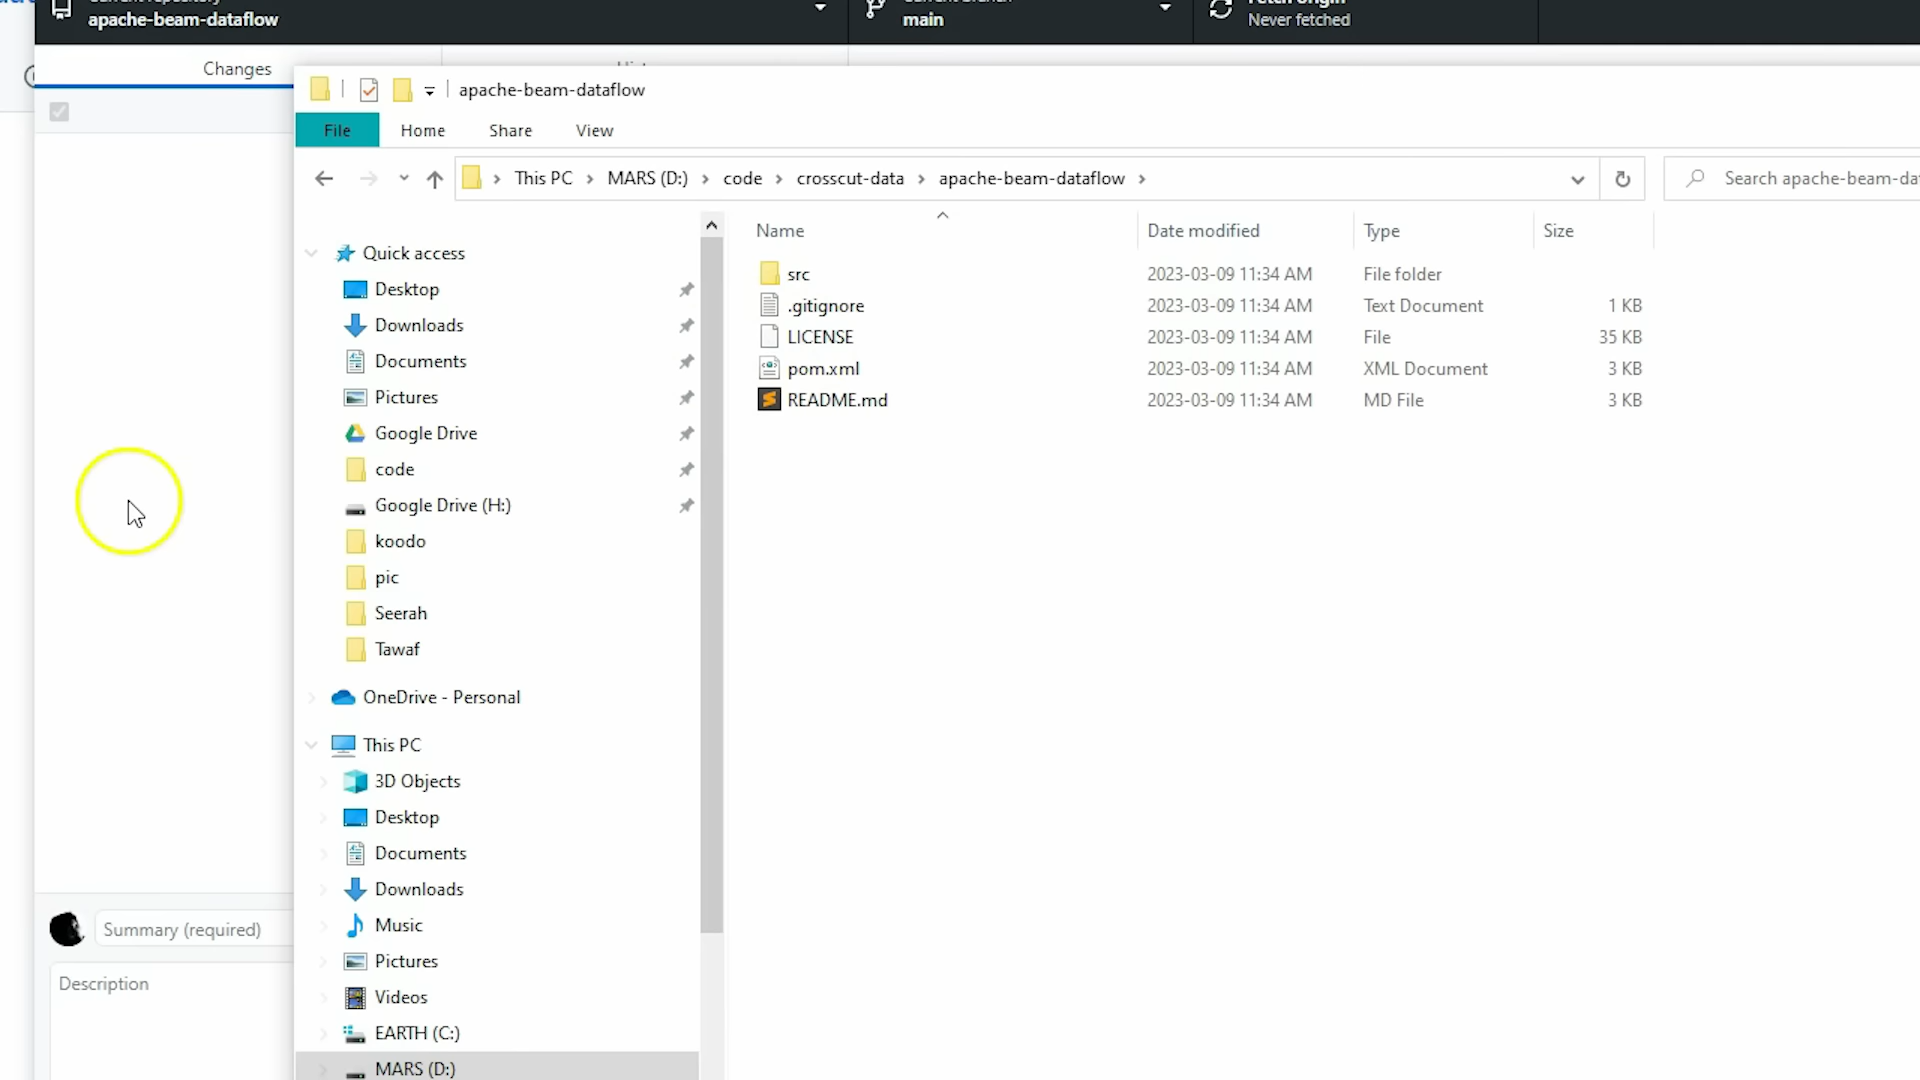 apache-beam-dataflow
main
Never fetched
Changes
apache-beam-dataflow
File Home Share View
This PC MARS (D:) code crosscut-data apache-beam-dataflow
Search apache-beam-da
Name Date modified Type Size
src 2023-03-09 11:34 AM File folder
.gitignore 2023-03-09 11:34 AM Text Document 1 KB
LICENSE 2023-03-09 11:34 AM File 35 KB
pom.xml 2023-03-09 11:34 AM XML Document 3 KB
README.md 2023-03-09 11:34 AM MD File 3 KB
Quick access
Desktop
Downloads
Documents
Pictures
Google Drive
code
Google Drive (H:)
koodo
pic
Seerah
Tawaf
OneDrive - Personal
This PC
3D Objects
Desktop
Documents
Downloads
Music
Pictures
Videos
EARTH (C:)
MARS (D:)
Summary (required)
Description